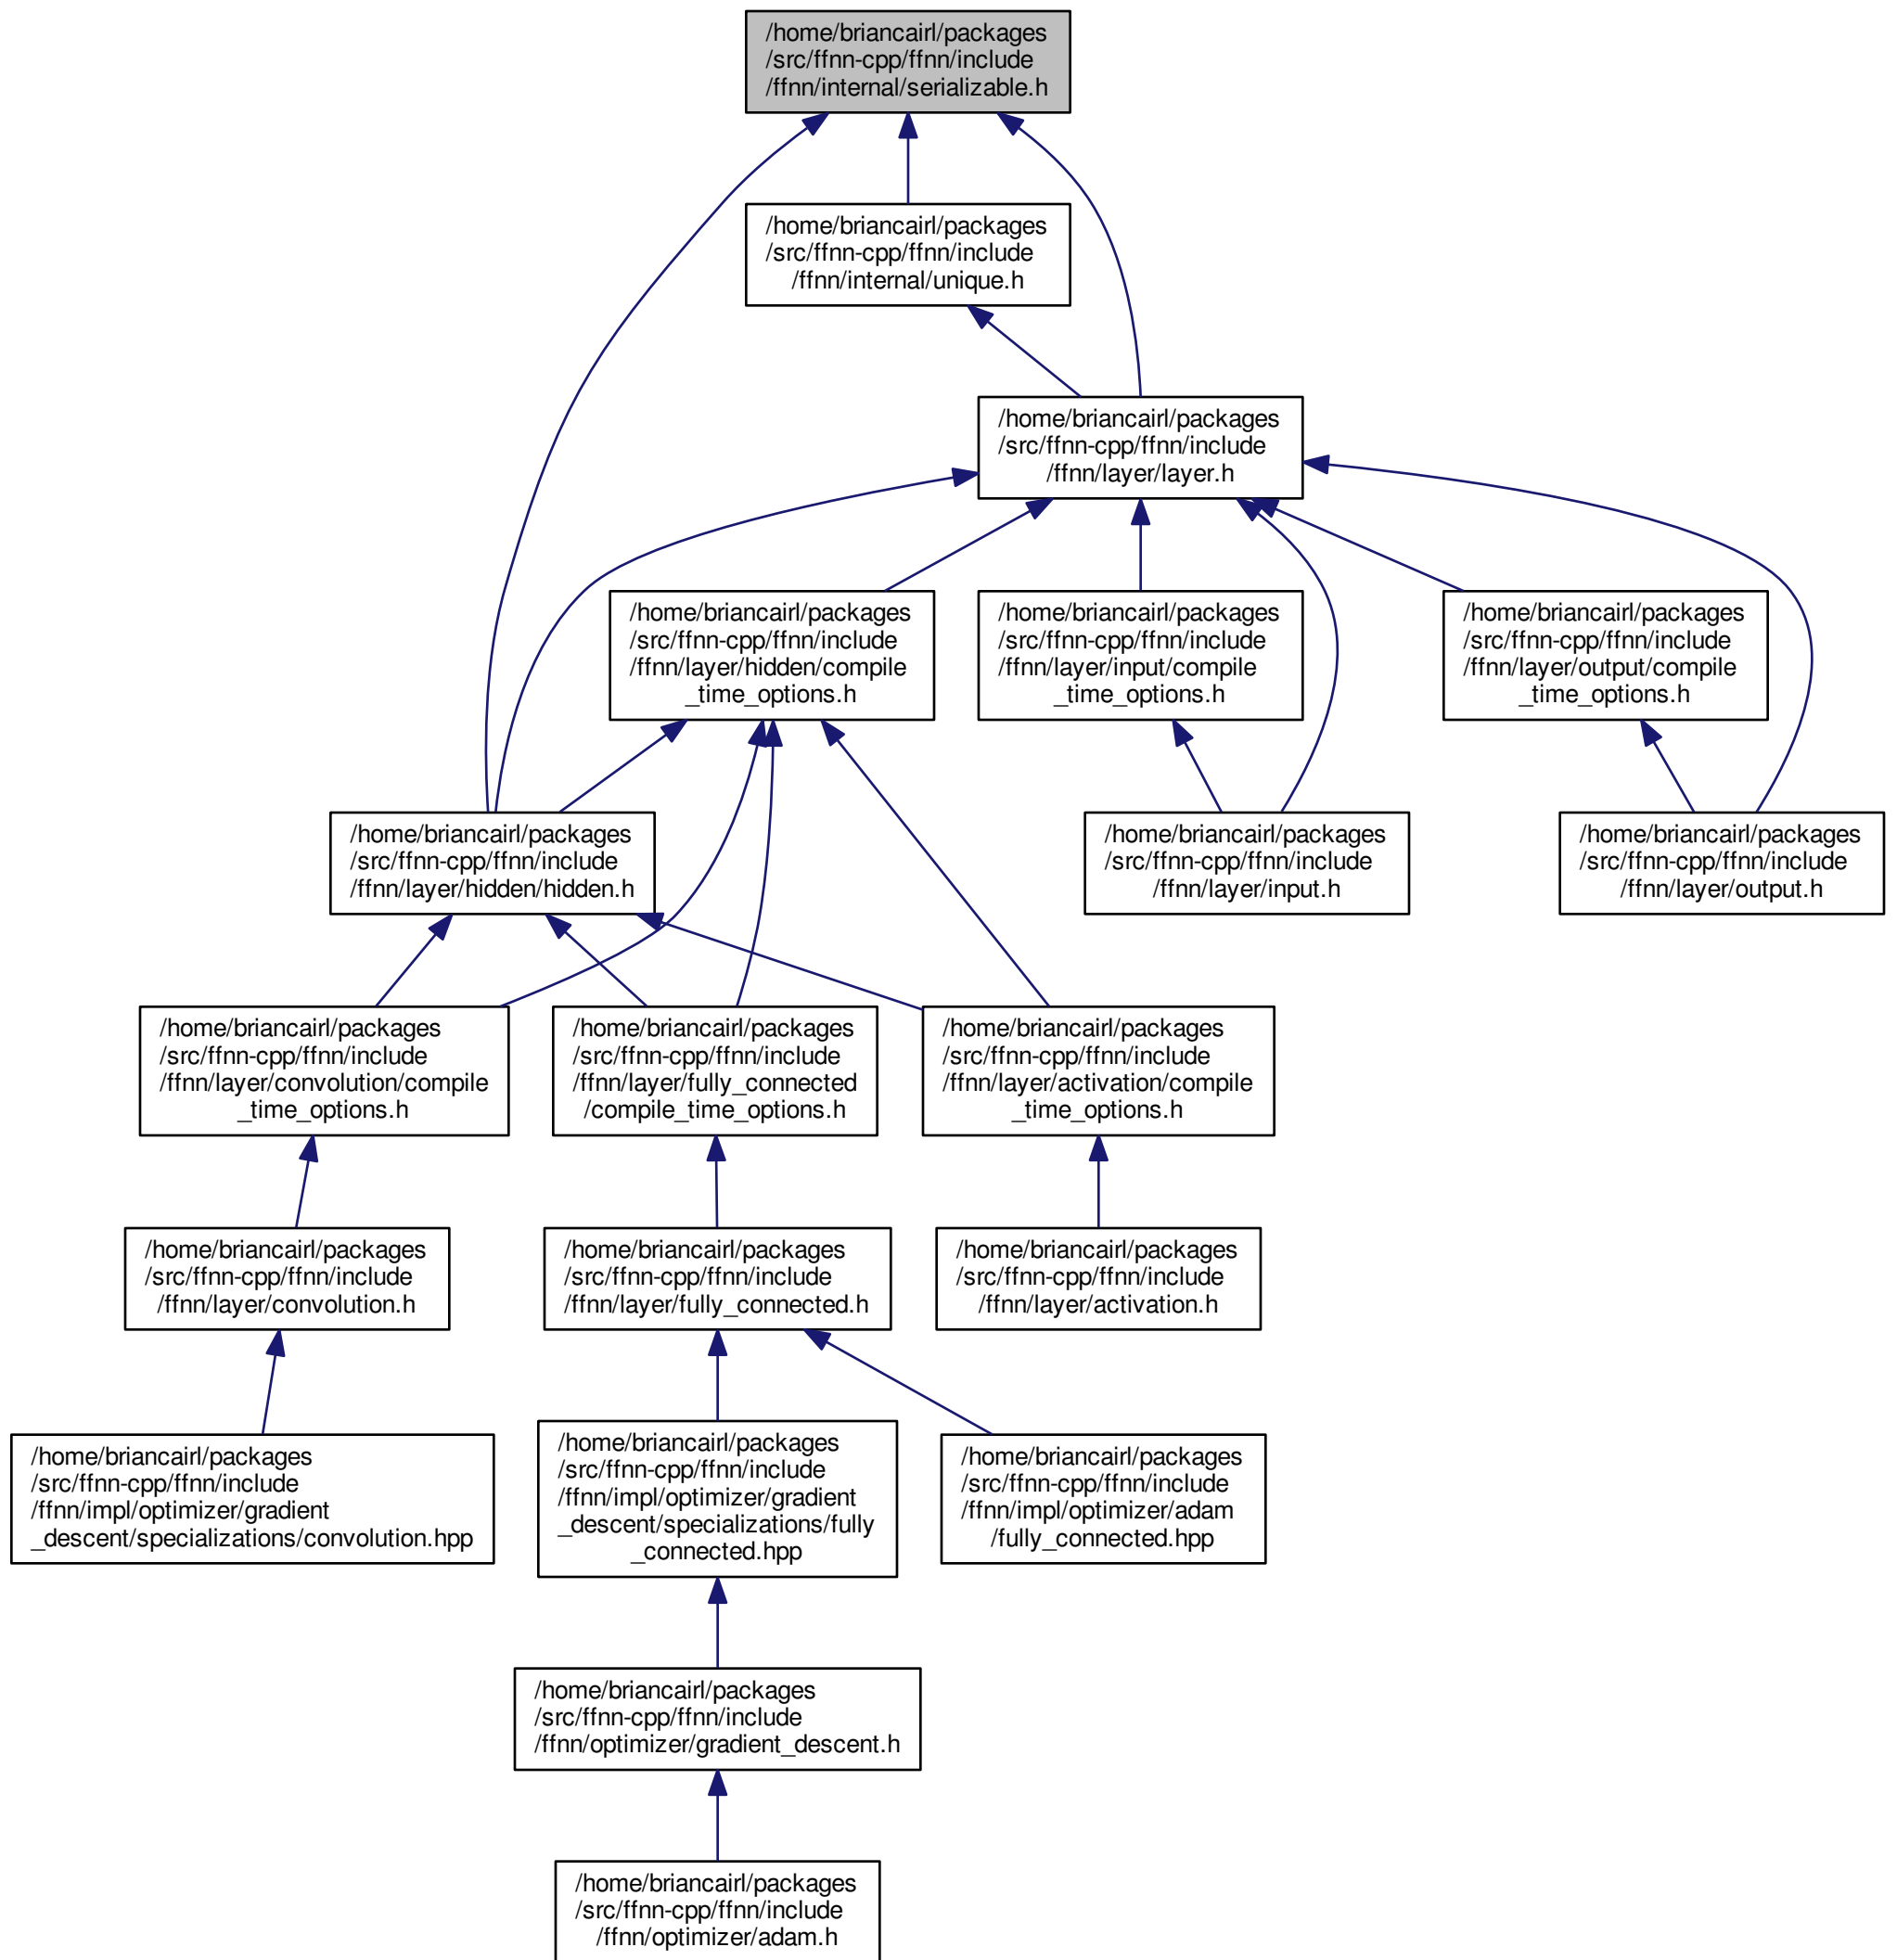 /home/briancairl/packages
/src/ffnn-cpp/ffnn/include
/ffnn/internal/serializable.h
/home/briancairl/packages
/src/ffnn-cpp/ffnn/include
/ffnn/internal/unique.h
/home/briancairl/packages
/src/ffnn-cpp/ffnn/include
/ffnn/layer/layer.h
/home/briancairl/packages
/src/ffnn-cpp/ffnn/include
/ffnn/layer/hidden/compile
_time_options.h
/home/briancairl/packages
/src/ffnn-cpp/ffnn/include
/ffnn/layer/input/compile
_time_options.h
/home/briancairl/packages
/src/ffnn-cpp/ffnn/include
/ffnn/layer/output/compile
_time_options.h
/home/briancairl/packages
/src/ffnn-cpp/ffnn/include
/ffnn/layer/hidden/hidden.h
/home/briancairl/packages
/src/ffnn-cpp/ffnn/include
/ffnn/layer/input.h
/home/briancairl/packages
/src/ffnn-cpp/ffnn/include
/ffnn/layer/output.h
/home/briancairl/packages
/src/ffnn-cpp/ffnn/include
/ffnn/layer/convolution/compile
_time_options.h
/home/briancairl/packages
/src/ffnn-cpp/ffnn/include
/ffnn/layer/fully_connected
/compile_time_options.h
/home/briancairl/packages
/src/ffnn-cpp/ffnn/include
/ffnn/layer/activation/compile
_time_options.h
/home/briancairl/packages
/src/ffnn-cpp/ffnn/include
/ffnn/layer/convolution.h
/home/briancairl/packages
/src/ffnn-cpp/ffnn/include
/ffnn/layer/fully_connected.h
/home/briancairl/packages
/src/ffnn-cpp/ffnn/include
/ffnn/layer/activation.h
/home/briancairl/packages
/src/ffnn-cpp/ffnn/include
/ffnn/impl/optimizer/gradient
_descent/specializations/convolution.hpp
/home/briancairl/packages
/src/ffnn-cpp/ffnn/include
/ffnn/impl/optimizer/gradient
_descent/specializations/fully
_connected.hpp
/home/briancairl/packages
/src/ffnn-cpp/ffnn/include
/ffnn/impl/optimizer/adam
/fully_connected.hpp
/home/briancairl/packages
/src/ffnn-cpp/ffnn/include
/ffnn/optimizer/gradient_descent.h
/home/briancairl/packages
/src/ffnn-cpp/ffnn/include
/ffnn/optimizer/adam.h